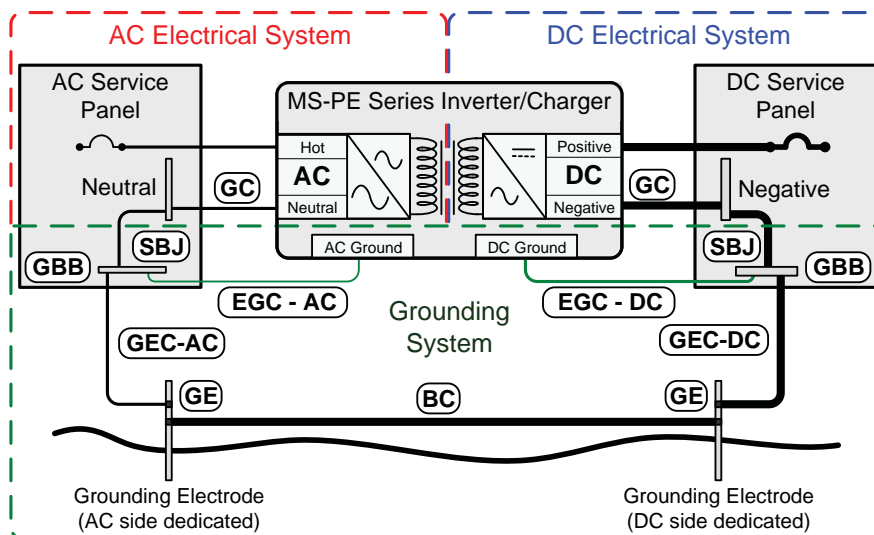 AC Electrical System
DC Electrical System
AC Service
Panel
MS-PE Series Inverter/Charger
DC Service
Panel
Hot
AC
Neutral
Positive
DC
Negative
Neutral
GC
GC
Negative
AC Ground
DC Ground
SBJ
GBB
SBJ
GBB
EGC - AC
EGC - DC
GEC-AC
Grounding
System
GEC-DC
GE
BC
GE
Grounding Electrode
(AC side dedicated)
Grounding Electrode
(DC side dedicated)